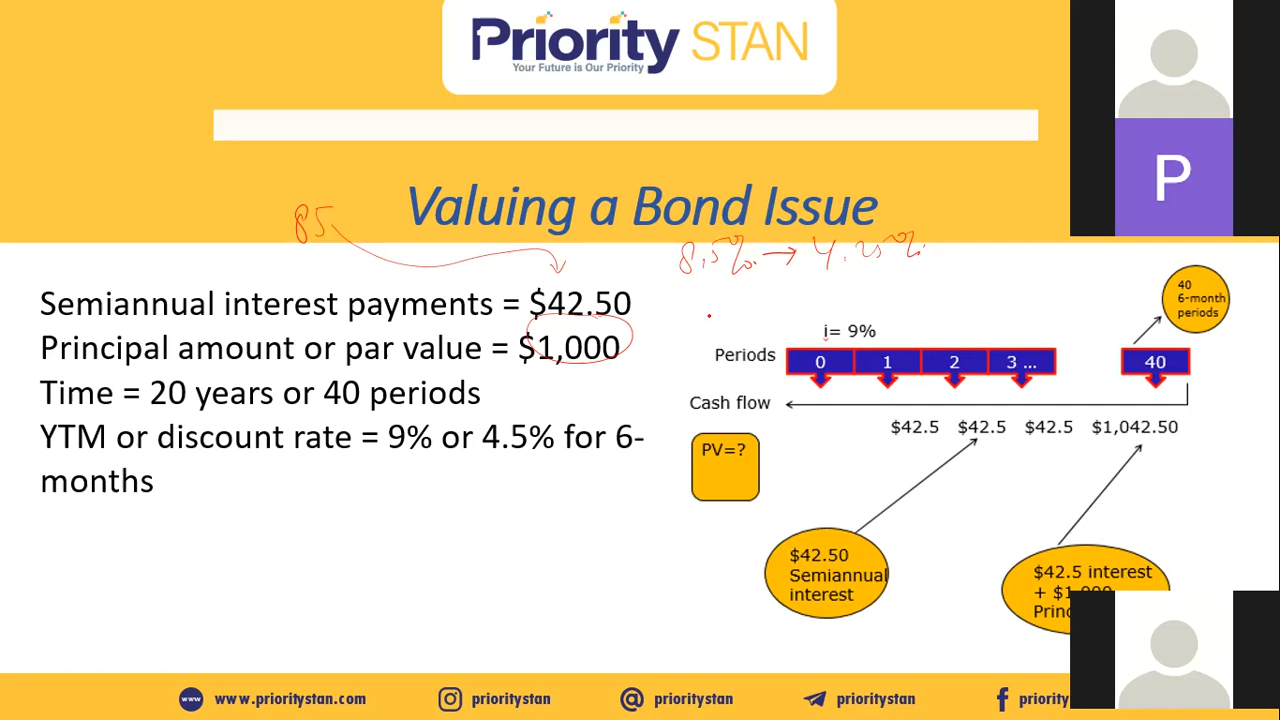 Priority STAN
Your Future is Our Priority
P
Valuing a Bond Issue
85
8.5% → 4.25%
Semiannual interest payments = $42.50
Principal amount or par value = $1,000
Time = 20 years or 40 periods
YTM or discount rate = 9% or 4.5% for 6-
months
40
6-month
periods
i= 9%
Periods
0 1 2 3 ... 40
Cash flow
$42.5 $42.5 $42.5 $1,042.50
PV=?
$42.50
Semiannual
interest
$42.5 interest
+ $1,000
Princ
www www.prioritystan.com prioritystan prioritystan prioritystan priority